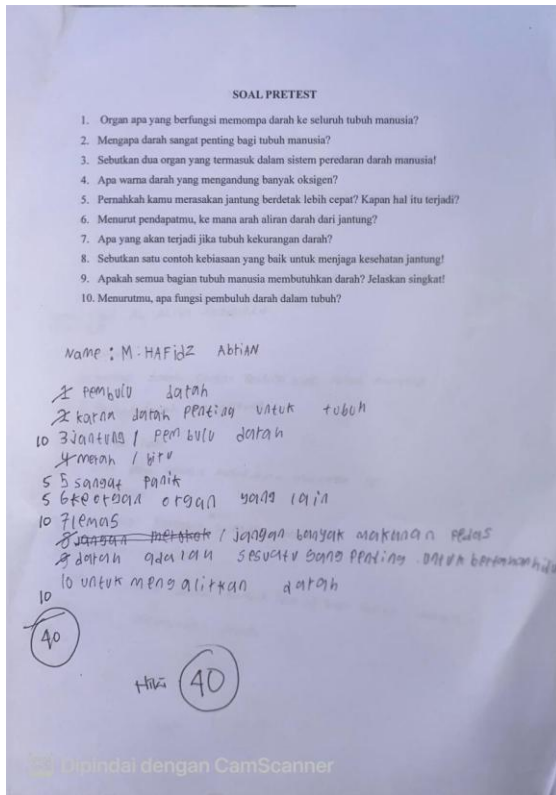 SOAL PRETEST
1. Organ apa yang berfungsi memompa darah ke seluruh tubuh manusia?
2. Mengapa darah sangat penting bagi tubuh manusia?
3. Sebutkan dua organ yang termasuk dalam sistem peredaran darah manusia!
4. Apa warna darah yang mengandung banyak oksigen?
5. Pernahkah kamu merasakan jantung berdetak lebih cepat? Kapan hal itu terjadi?
6. Menurut pendapatmu, ke mana arah aliran darah dari jantung?
7. Apa yang akan terjadi jika tubuh kekurangan darah?
8. Sebutkan satu contoh kebiasaan yang baik untuk menjaga kesehatan jantung!
9. Apakah semua bagian tubuh manusia membutuhkan darah? Jelaskan singkat!
10. Menurutmu, apa fungsi pembuluh darah dalam tubuh?
Name : M. HAFidZ AbtiAN
1 Pembulu darah
2 karna darah Penting untuk tubuh
10 3 Jantung / Pembulu darah
4 merah / biru
5 5 sangat Panik
5 6 ke organ organ yang lain
10 7 lemas
8 jangan merokok / jangan banyak makanan Pedas
9 darah adalah sesuatu yang Penting untuk bertahan
10 10 untuk mengalirkan darah
40
40
Dipindai dengan CamScanner